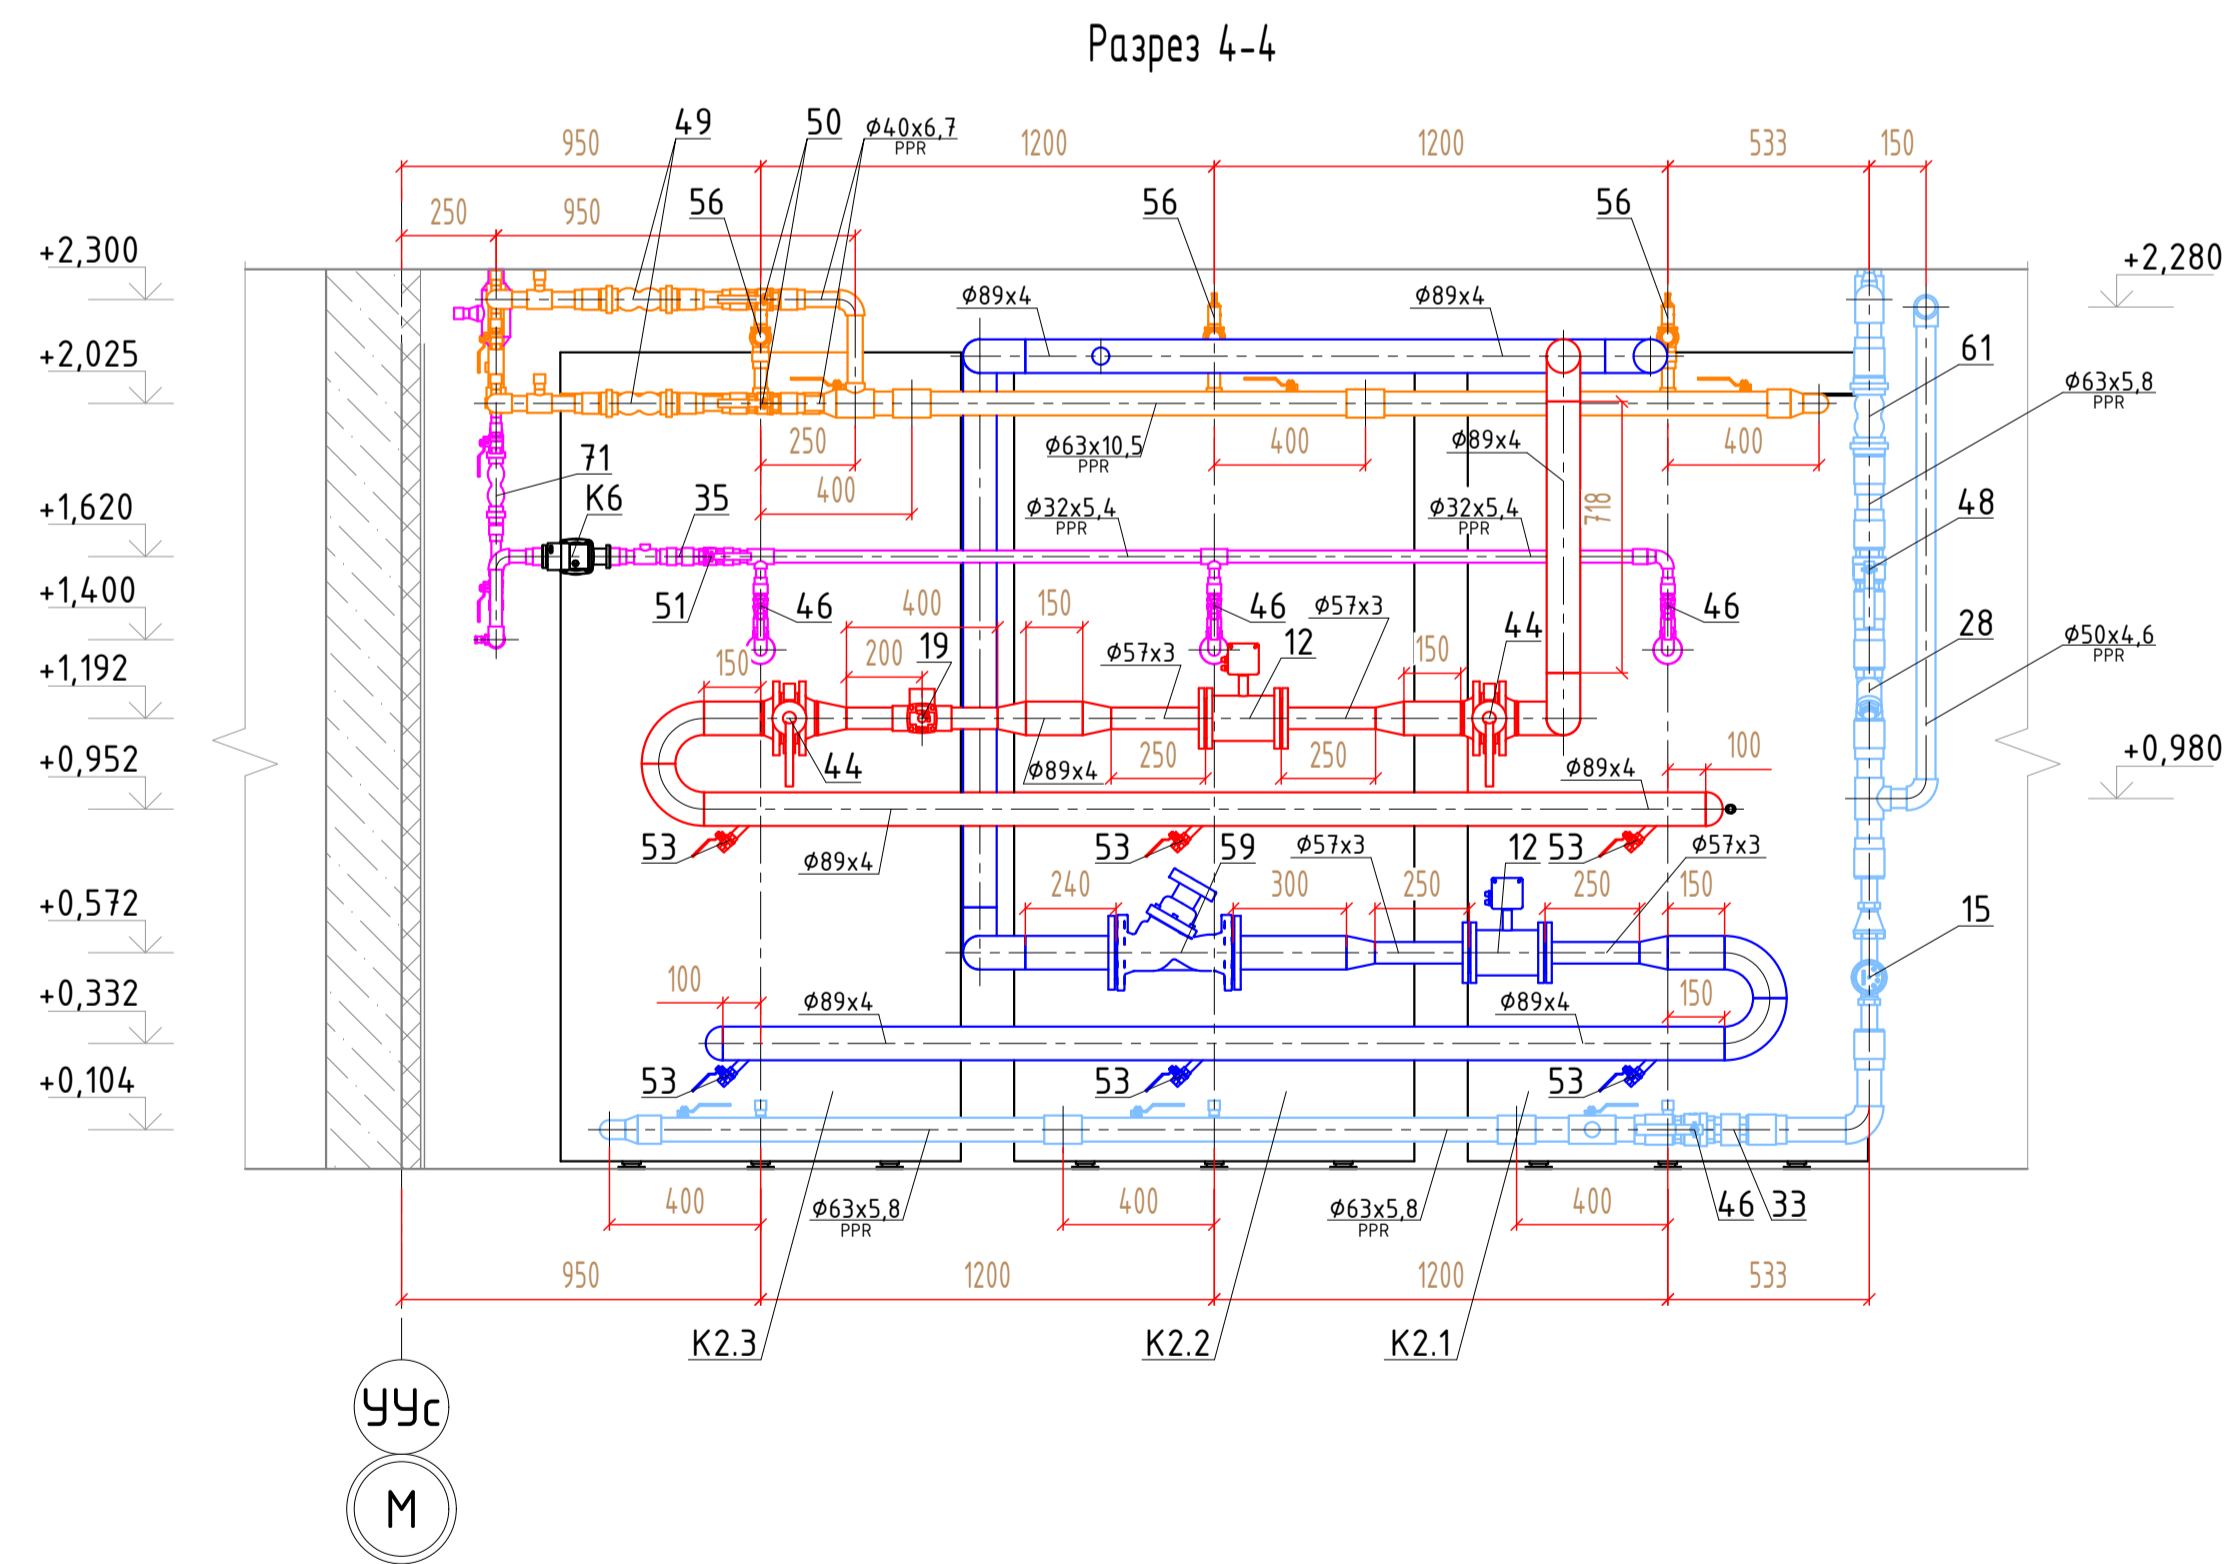 Разрез 4-4
49
50
Ø40x6,7
PPR
950
1200
1200
533
150
56
56
56
250
950
+2,300
+2,280
Ø89x4
Ø89x4
+2,025
61
Ø63x5,8
PPR
250
Ø63x10,5
PPR
400
Ø89x4
400
71
К6
35
400
Ø32x5,4
PPR
Ø32x5,4
PPR
718
48
+1,620
+1,400
51
46
400
150
46
Ø57x3
46
44
28
Ø50x4,6
PPR
+1,192
150
200
19
Ø57x3
12
150
+0,952
44
Ø89x4
250
250
Ø89x4
100
+0,980
53
Ø89x4
53
59
Ø57x3
12
53
Ø57x3
+0,572
240
300
250
250
150
15
+0,332
100
Ø89x4
Ø89x4
150
+0,104
53
53
53
400
Ø63x5,8
PPR
400
Ø63x5,8
PPR
400
46
33
950
1200
1200
533
К2.3
К2.2
К2.1
УУс
М